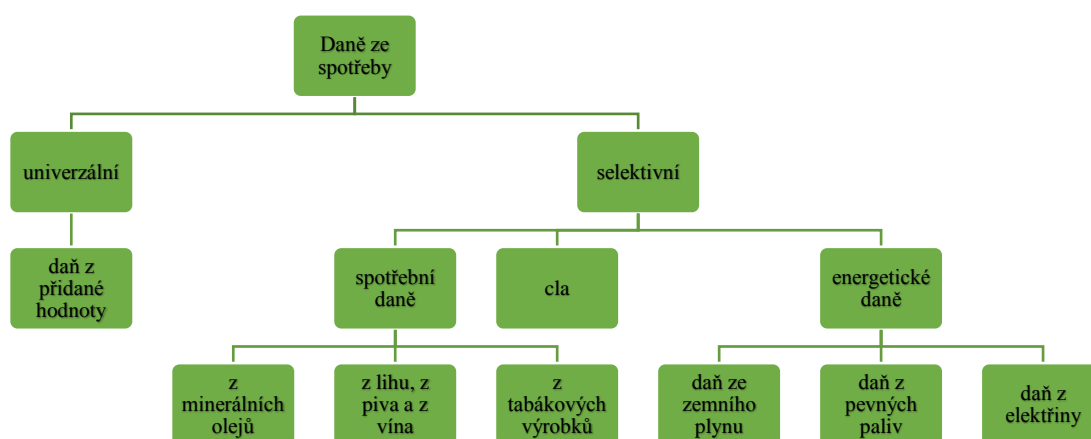 Daně ze
spotřeby
univerzální
selektivní
daň z
přidané
hodnoty
spotřební
daně
cla
energetické
daně
z
minerálních
olejů
z lihu, z
piva a z
vína
z
tabákových
výrobků
daň ze
zemního
plynu
daň z
pevných
paliv
daň z
elektřiny